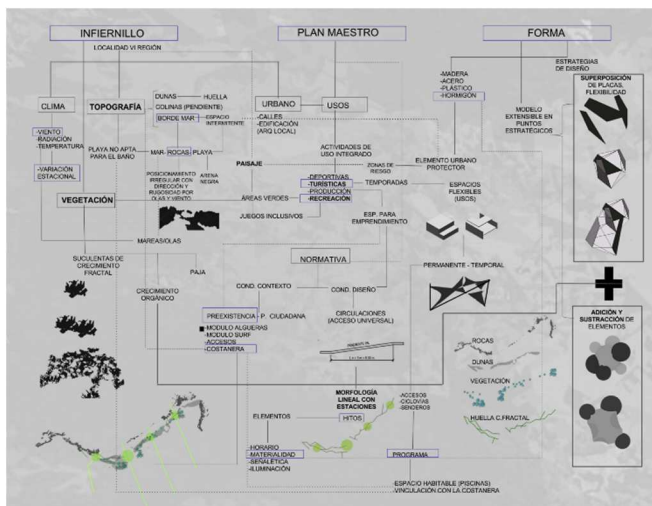 INFIERNILLO
PLAN MAESTRO
FORMA
LOCALIDAD VI REGIÓN
ESTRATEGIAS
DE DISEÑO
CLIMA
-VIENTO
-RADIACIÓN
-TEMPERATURA
-VARIACIÓN
ESTACIONAL
TOPOGRAFÍA
DUNAS
HUELLA
COLINAS (PENDIENTE)
BORDE MAR
ESPACIO
INTERMITENTE
PLAYA NO APTA
PARA EL BAÑO
MAR- ROCAS- PLAYA
ARENA
NEGRA
POSICIONAMIENTO
IRREGULAR CON
DIRECCIÓN Y
RUGOSIDAD POR
OLAS Y VIENTO
URBANO
USOS
-CALLES
-EDIFICACIÓN
(ARQ LOCAL)
PAISAJE
ACTIVIDADES DE
USO INTEGRADO
ZONAS DE
RIESGO
-DEPORTIVAS
-TURÍSTICAS
-PRODUCCIÓN
-RECREACIÓN
TEMPORADAS
ÁREAS VERDES
JUEGOS INCLUSIVOS
ESP. PARA
EMPRENDIMIENTO
-MADERA
-ACERO
-PLÁSTICO
-HORMIGÓN
MODELO
EXTENSIBLE EN
PUNTOS
ESTRATÉGICOS
ELEMENTO URBANO
PROTECTOR
ESPACIOS
FLEXIBLES
(USOS)
PERMANENTE - TEMPORAL
SUPERPOSICIÓN
DE PLACAS.
FLEXIBILIDAD
ADICIÓN Y
SUSTRACCIÓN DE
ELEMENTOS
VEGETACIÓN
MAREAS/OLAS
SUCULENTAS DE
CRECIMIENTO
FRACTAL
PAJA
CRECIMIENTO
ORGÁNICO
NORMATIVA
COND. CONTEXTO
COND. DISEÑO
PREEXISTENCIA - P. CIUDADANA
-MODULO ALGUERAS
-MODULO SURF
-ACCESOS
-COSTANERA
CIRCULACIONES
(ACCESO UNIVERSAL)
MORFOLOGÍA
LINEAL CON
ESTACIONES
HITOS
-ACCESOS
-CICLOVÍAS
-SENDEROS
ELEMENTOS
-HORARIO
-MATERIALIDAD
-SEÑALÉTICA
-ILUMINACIÓN
PROGRAMA
-ESPACIO HABITABLE (PISCINAS)
-VINCULACIÓN CON LA COSTANERA
ROCAS
DUNAS
VEGETACIÓN
HUELLA C.FRACTAL